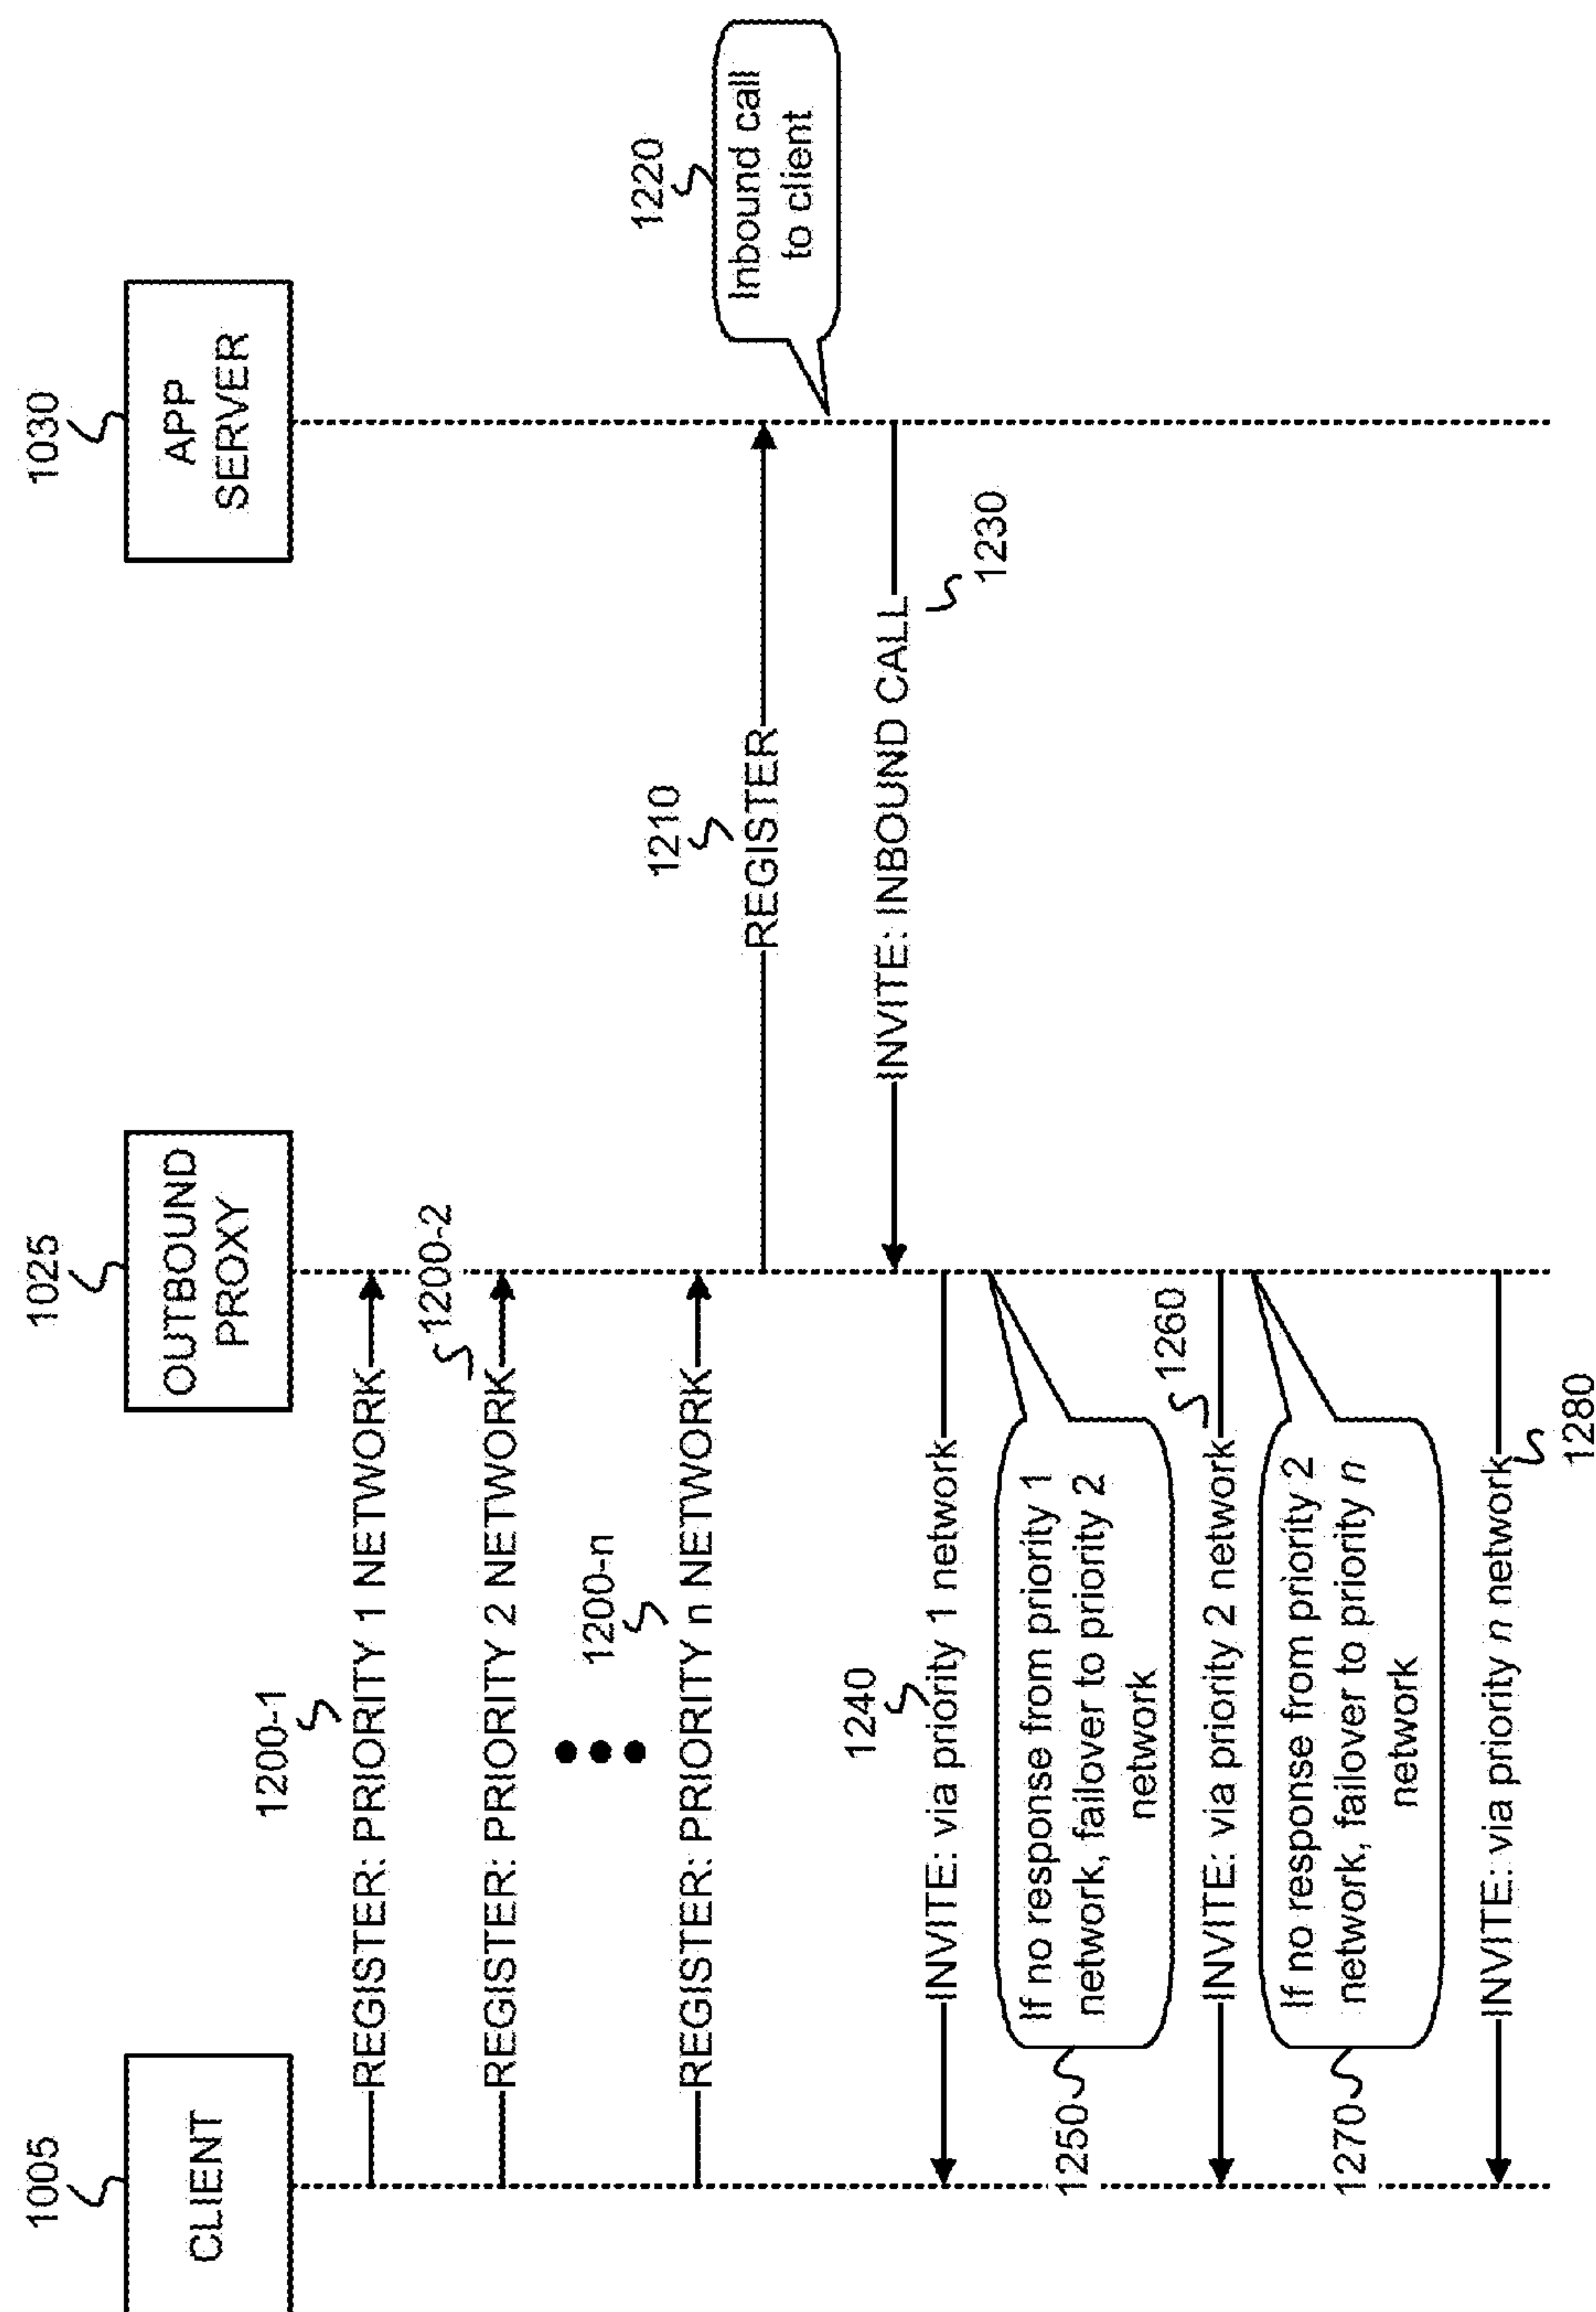 1005
CLIENT
1025
OUTBOUND
PROXY
1030
APP
SERVER
1200-1
REGISTER: PRIORITY 1 NETWORK
1200-2
REGISTER: PRIORITY 2 NETWORK
1200-n
REGISTER: PRIORITY n NETWORK
1210
REGISTER
1220
Inbound call
to client
INVITE: INBOUND CALL
1230
1240
INVITE: via priority 1 network
If no response from priority 1
network, failover to priority 2
network
1250
1260
INVITE: via priority 2 network
If no response from priority 2
network, failover to priority n
network
1270
INVITE: via priority n network
1280